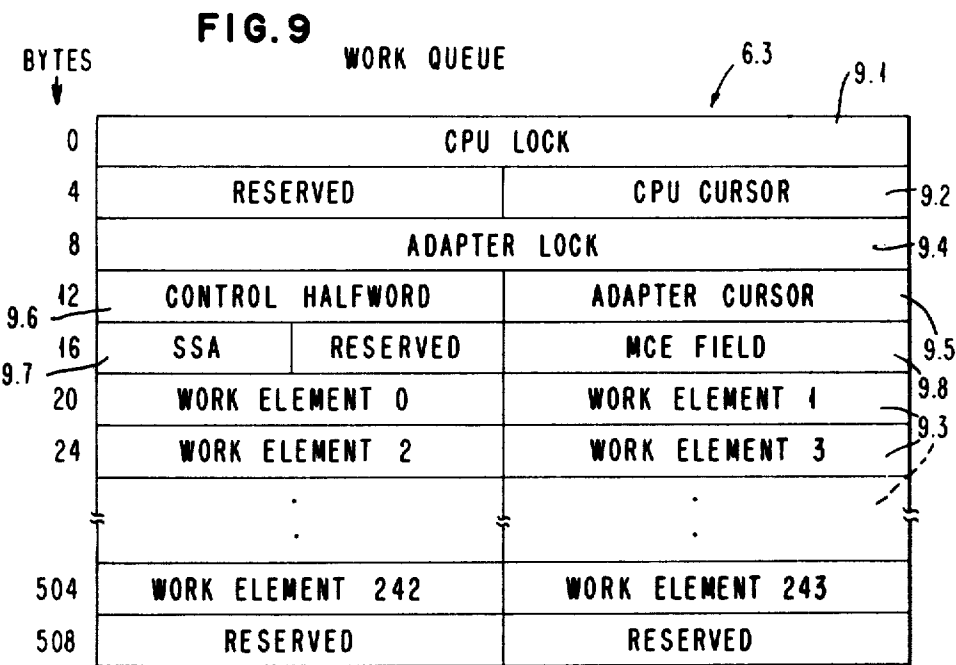 FIG. 9
BYTES WORK QUEUE 6.3 9.1
0 CPU LOCK
4 RESERVED CPU CURSOR 9.2
8 ADAPTER LOCK 9.4
12 CONTROL HALFWORD ADAPTER CURSOR
9.6
16 SSA RESERVED MCE FIELD 9.5
9.7 9.8
20 WORK ELEMENT 0 WORK ELEMENT 1
9.3
24 WORK ELEMENT 2 WORK ELEMENT 3
504 WORK ELEMENT 242 WORK ELEMENT 243
508 RESERVED RESERVED